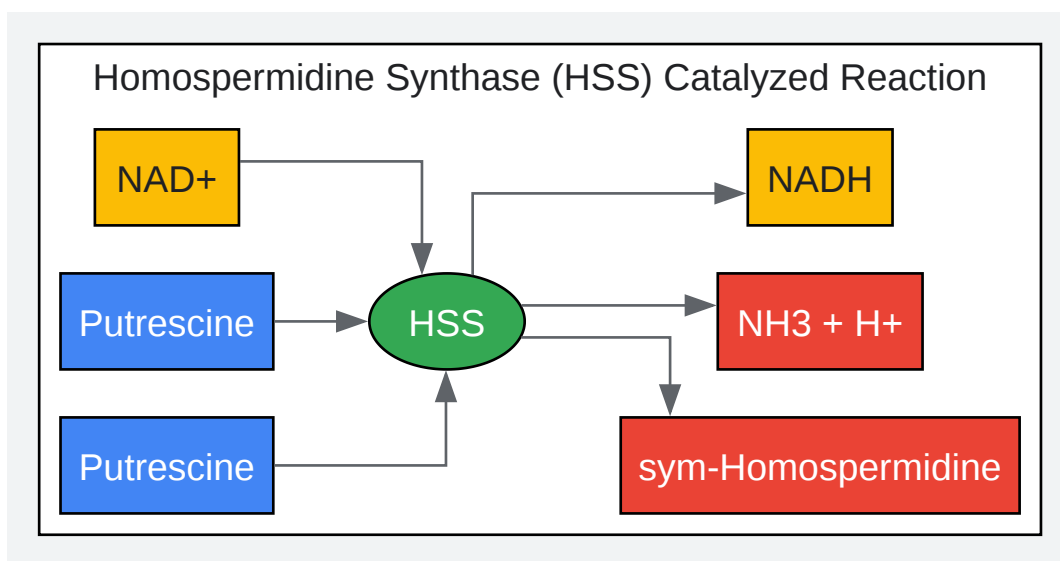 Homospermidine Synthase (HSS) Catalyzed Reaction
NAD+
NADH
Putrescine
HSS
NH3 + H+
Putrescine
sym-Homospermidine